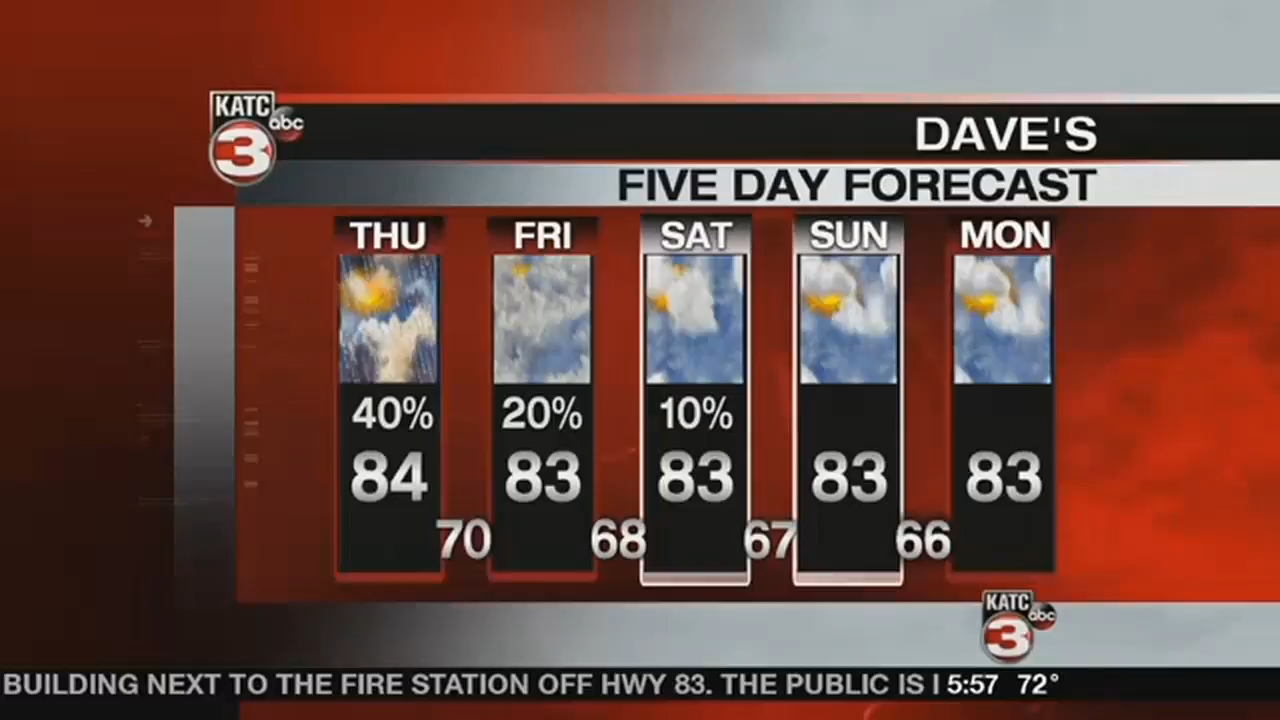 KATC
abc
3
DAVE'S
FIVE DAY FORECAST
THU FRI SAT SUN MON
40% 20% 10%
84 83 83 83 83
70 68 67 66
KATC
abc
3
BUILDING NEXT TO THE FIRE STATION OFF HWY 83. THE PUBLIC IS I 5:57 72°